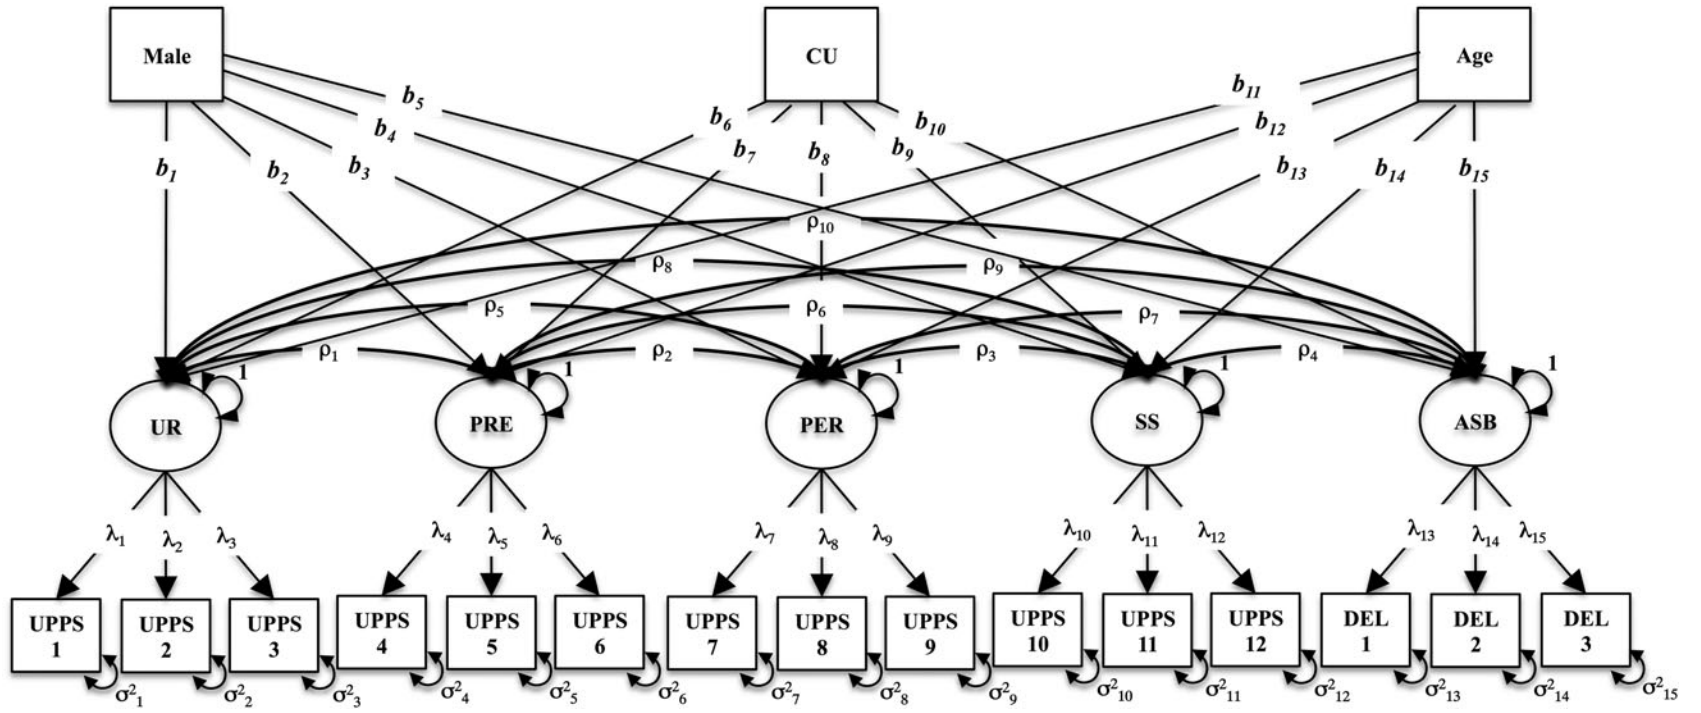 Male
CU
Age
b₁
b₂
b₃
b₄
b₅
b₆
b₇
b₈
b₉
b₁₀
b₁₁
b₁₂
b₁₃
b₁₄
b₁₅
ρ₁₀
ρ₈
ρ₉
ρ₅
ρ₆
ρ₇
ρ₁
ρ₂
ρ₃
ρ₄
1
1
1
1
1
UR
PRE
PER
SS
ASB
λ₁
λ₂
λ₃
λ₄
λ₅
λ₆
λ₇
λ₈
λ₉
λ₁₀
λ₁₁
λ₁₂
λ₁₃
λ₁₄
λ₁₅
UPPS
1
UPPS
2
UPPS
3
UPPS
4
UPPS
5
UPPS
6
UPPS
7
UPPS
8
UPPS
9
UPPS
10
UPPS
11
UPPS
12
DEL
1
DEL
2
DEL
3
σ²₁
σ²₂
σ²₃
σ²₄
σ²₅
σ²₆
σ²₇
σ²₈
σ²₉
σ²₁₀
σ²₁₁
σ²₁₂
σ²₁₃
σ²₁₄
σ²₁₅